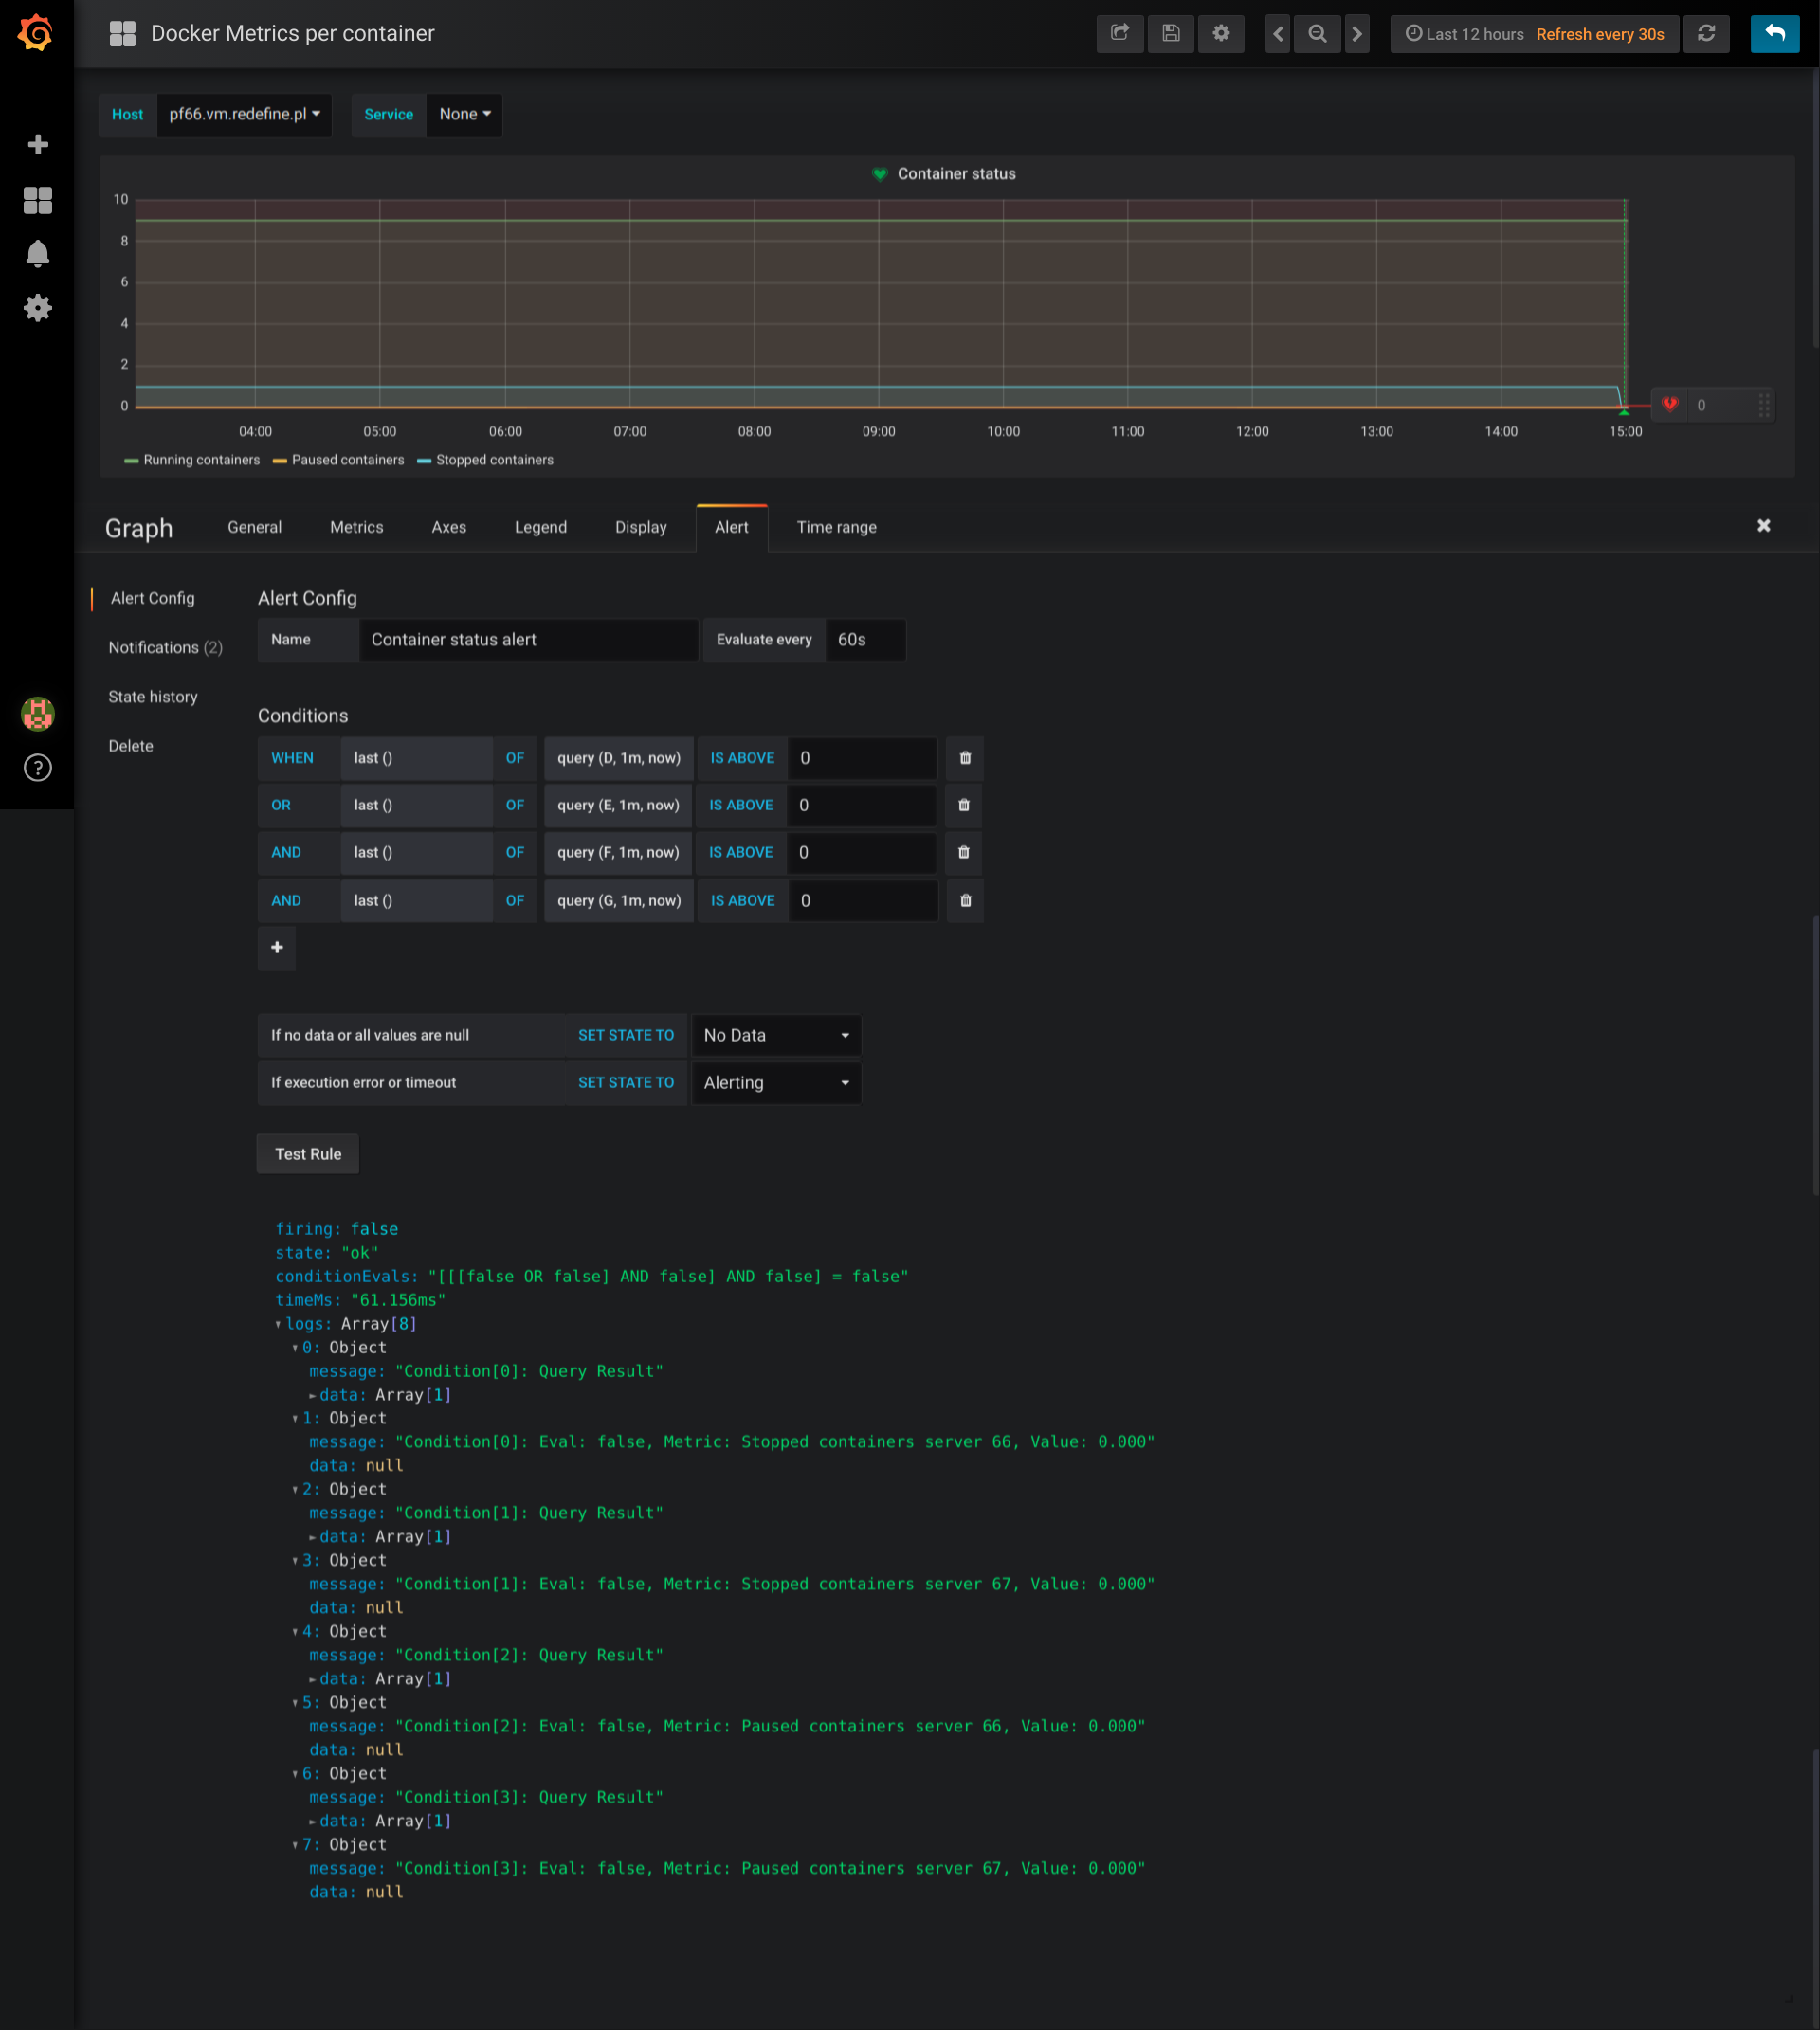 Docker Metrics per container
Last 12 hours Refresh every 30s
Host pf66.vm.redefine.pl Service None
Container status
10
8
6
4
2
0
0
04:00 05:00 06:00 07:00 08:00 09:00 10:00 11:00 12:00 13:00 14:00 15:00
Running containers Paused containers Stopped containers
Graph General Metrics Axes Legend Display Alert Time range
Alert Config
Notifications (2)
State history
Delete
Alert Config
Name Container status alert Evaluate every 60s
Conditions
WHEN last () OF query (D, 1m, now) IS ABOVE 0
OR last () OF query (E, 1m, now) IS ABOVE 0
AND last () OF query (F, 1m, now) IS ABOVE 0
AND last () OF query (G, 1m, now) IS ABOVE 0
If no data or all values are null SET STATE TO No Data
If execution error or timeout SET STATE TO Alerting
Test Rule
firing: false
state: "ok"
conditionEvals: "[[[false OR false] AND false] AND false] = false"
timeMs: "61.156ms"
logs: Array[8]
0: Object
message: "Condition[0]: Query Result"
data: Array[1]
1: Object
message: "Condition[0]: Eval: false, Metric: Stopped containers server 66, Value: 0.000"
data: null
2: Object
message: "Condition[1]: Query Result"
data: Array[1]
3: Object
message: "Condition[1]: Eval: false, Metric: Stopped containers server 67, Value: 0.000"
data: null
4: Object
message: "Condition[2]: Query Result"
data: Array[1]
5: Object
message: "Condition[2]: Eval: false, Metric: Paused containers server 66, Value: 0.000"
data: null
6: Object
message: "Condition[3]: Query Result"
data: Array[1]
7: Object
message: "Condition[3]: Eval: false, Metric: Paused containers server 67, Value: 0.000"
data: null